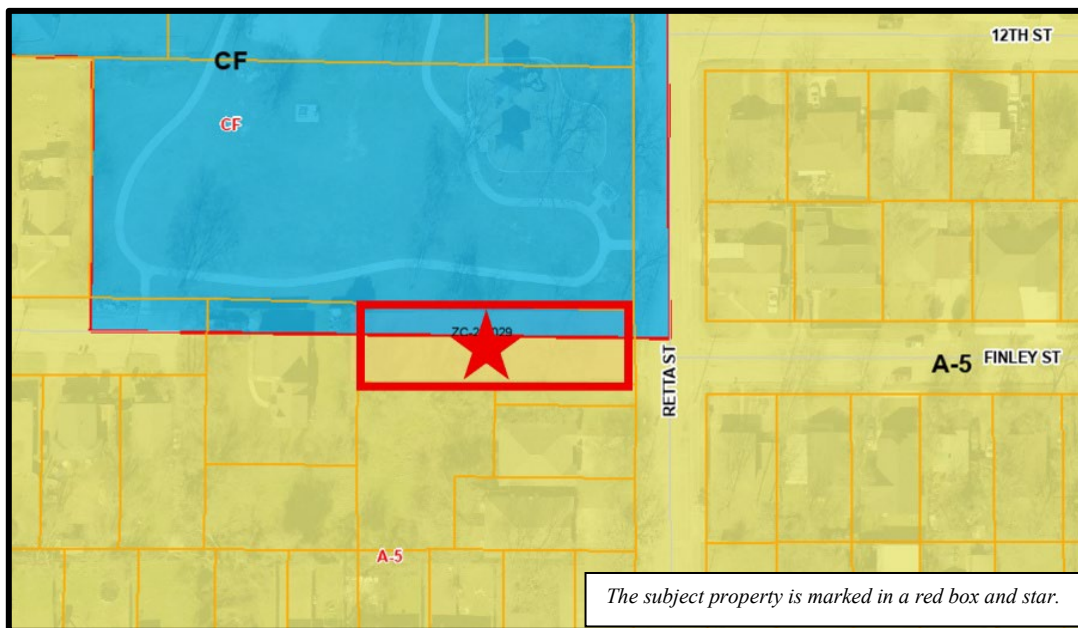 12TH ST
CF
CF
RETTA ST
A-5 FINLEY ST
A-5
The subject property is marked in a red box and star.